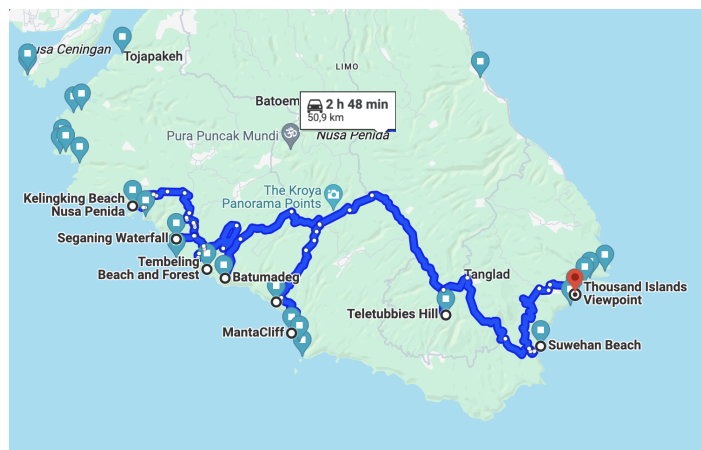 usa Ceningan
Tojapakeh
LIMO
Batoem
2 h 48 min
50,9 km
Pura Puncak Mundi
Nusa Penida
Kelingking Beach
Nusa Penida
The Kroya
Panorama Points
Seganing Waterfall
Tembeling
Beach and Forest
Batumadeg
Tanglad
Thousand Islands
Viewpoint
Teletubbies Hill
MantaCliff
Suwehan Beach